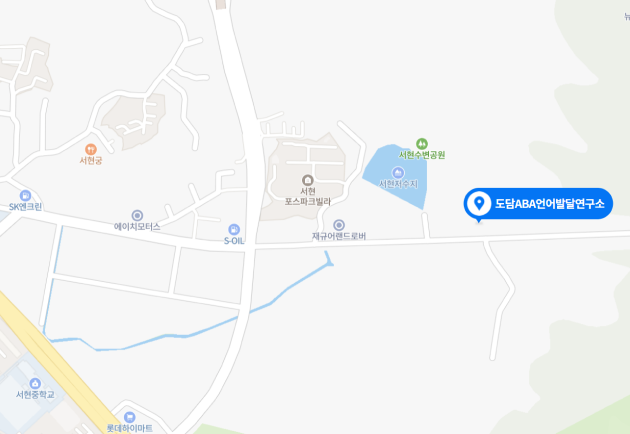 뉴
서현수변공원
서현궁
서현저수지
서현
포스파크빌라
도담ABA언어발달연구소
SK엔크린
에이치모터스
S-OIL
재규어랜드로버
서현중학교
롯데하이마트